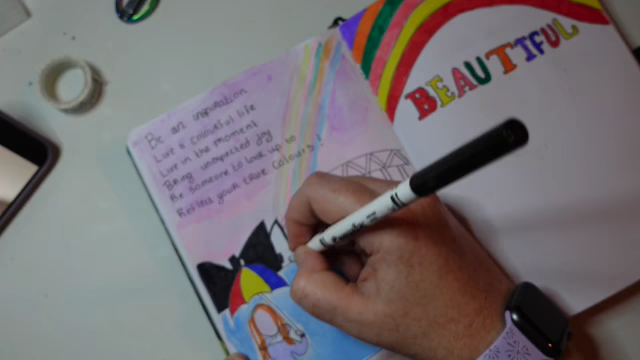 Be an inspiration
Live a colourful life
Live in the moment
Bring unexpected joy
Be someone to look up to
Reflect your true colours!
BEAUTIFUL